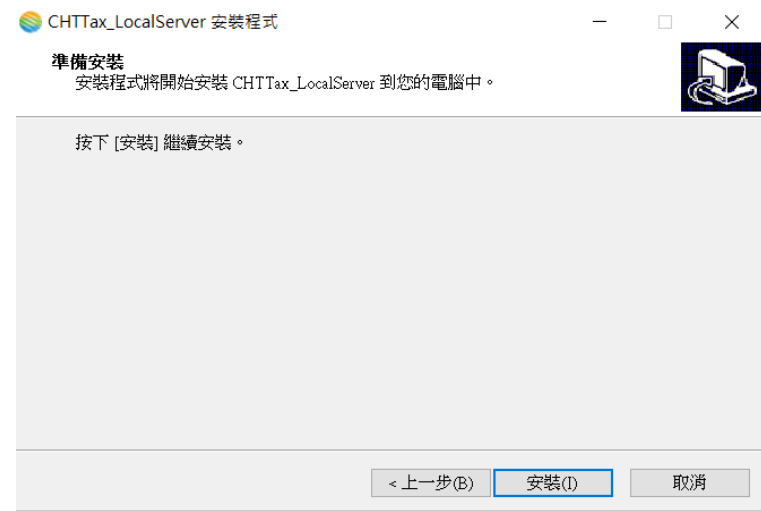 CHTTax_LocalServer 安裝程式
準備安裝
安裝程式將開始安裝 CHTTax_LocalServer 到您的電腦中。
按下 [安裝] 繼續安裝。
< 上一步(B) 安裝(I) 取消